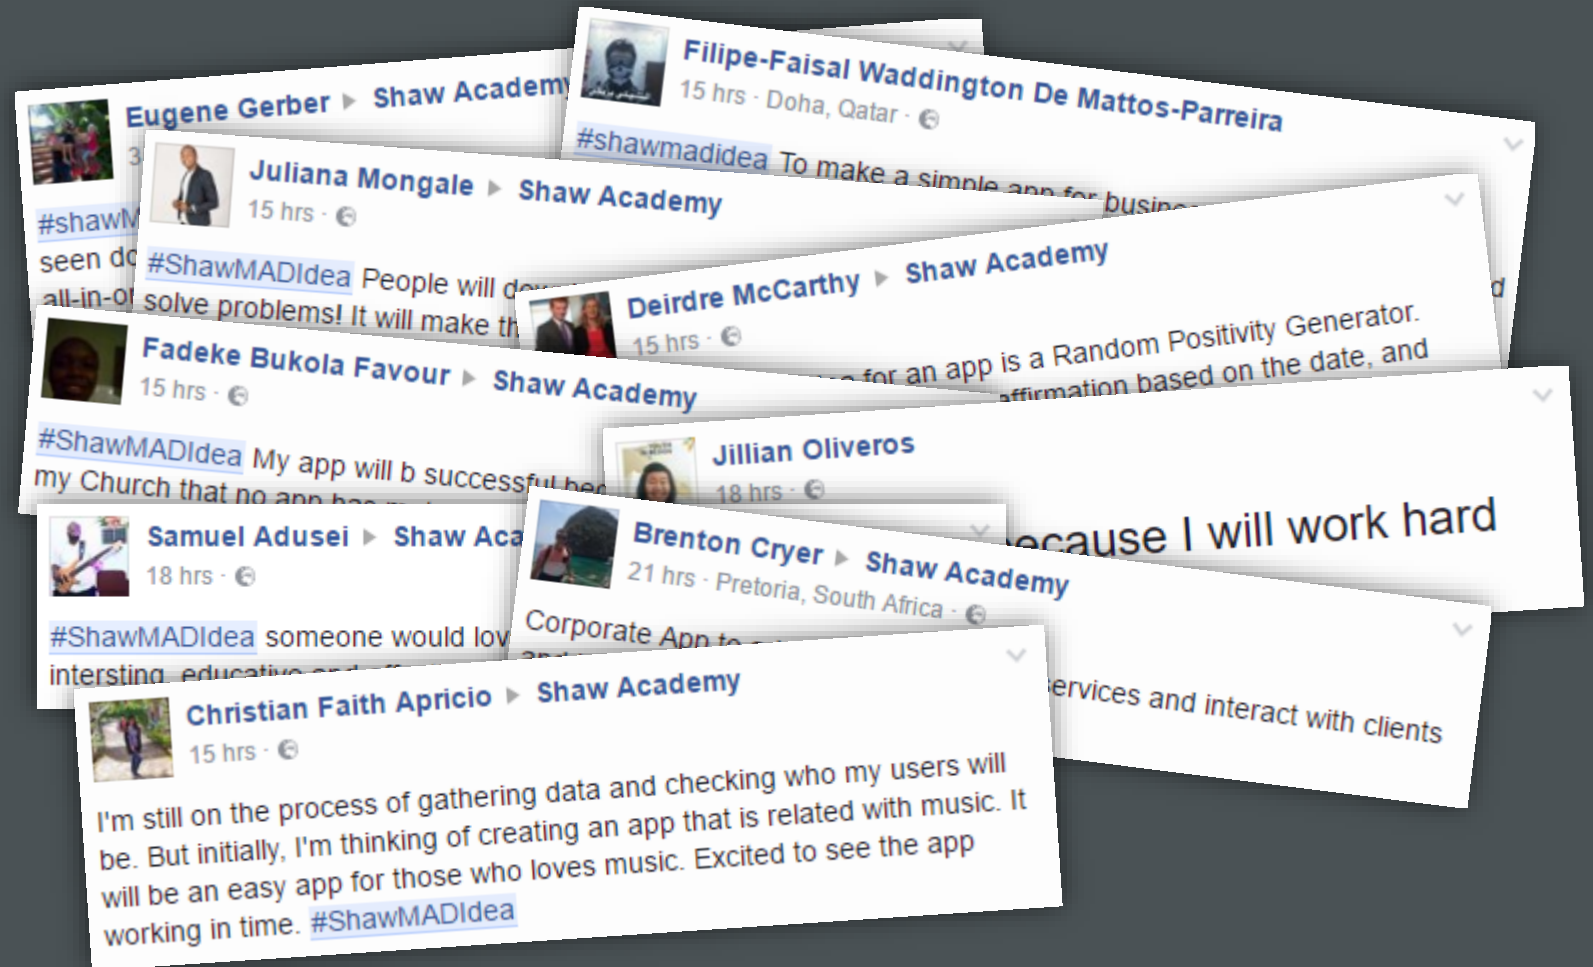 Eugene Gerber ▶ Shaw Academy
#shawM
seen do
all-in-or
Filipe-Faisal Waddington De Mattos-Parreira
15 hrs · Doha, Qatar ·
#shawmadidea To make a simple app for
Juliana Mongale ▶ Shaw Academy
15 hrs ·
#ShawMADIdea People will
solve problems! It will make
Deirdre McCarthy ▶ Shaw Academy
15 hrs ·
for an app is a Random Positivity Generator.
affirmation based on the date, and
Fadeke Bukola Favour ▶ Shaw Academy
15 hrs ·
#ShawMADIdea My app will b successful
my Church that no app has
Jillian Oliveros
18 hrs ·
because I will work hard
Samuel Adusei ▶ Shaw Aca
18 hrs ·
#ShawMADIdea someone would lov
intersting, educative and
Brenton Cryer ▶ Shaw Academy
21 hrs · Pretoria, South Africa ·
Corporate App to
services and interact with clients
Christian Faith Apricio ▶ Shaw Academy
15 hrs ·
I'm still on the process of gathering data and checking who my users will
be. But initially, I'm thinking of creating an app that is related with music. It
will be an easy app for those who loves music. Excited to see the app
working in time. #ShawMADIdea